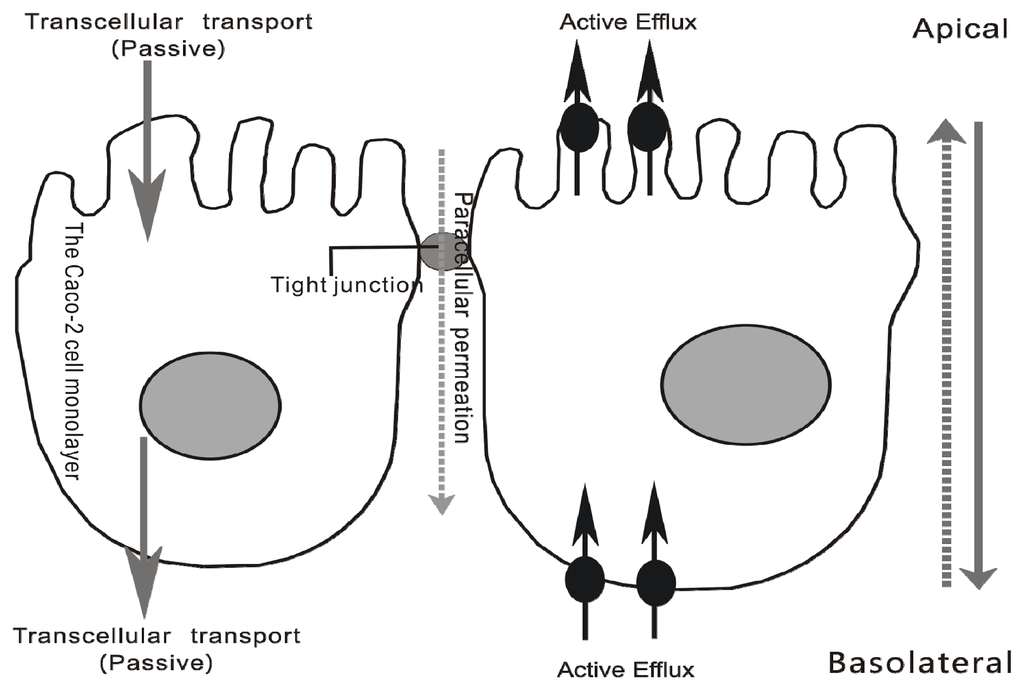 Transcellular transport
(Passive)
Active Efflux
Apical
The Caco-2 cell monolayer
Tight junction
Paracellular permeation
Transcellular transport
(Passive)
Active Efflux
Basolateral